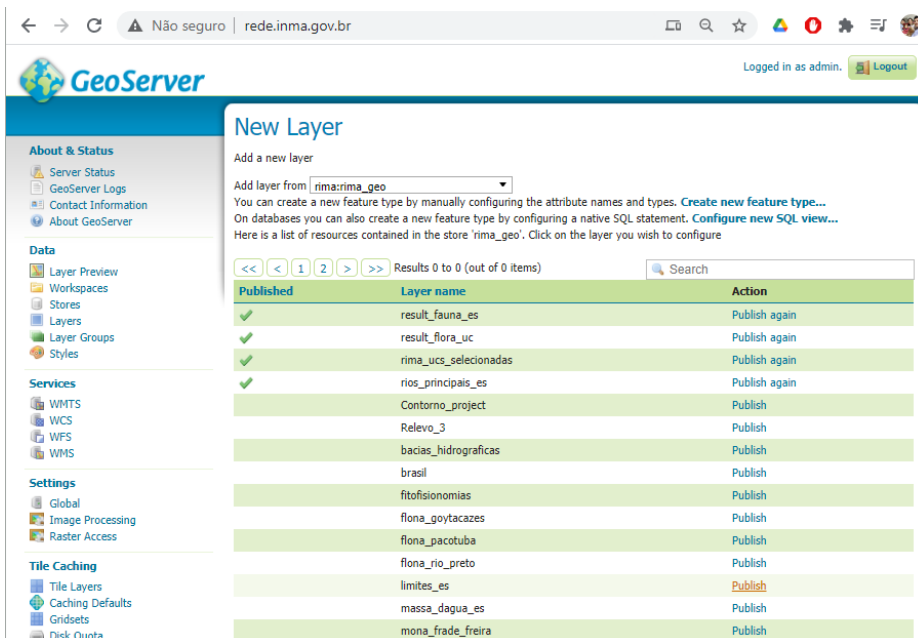 Não seguro rede.inma.gov.br
GeoServer
Logged in as admin. Logout
About & Status
Server Status
GeoServer Logs
Contact Information
About GeoServer
Data
Layer Preview
Workspaces
Stores
Layers
Layer Groups
Styles
Services
WMTS
WCS
WFS
WMS
Settings
Global
Image Processing
Raster Access
Tile Caching
Tile Layers
Caching Defaults
Gridsets
Disk Quota
New Layer
Add a new layer
Add layer from rima:rima_geo
You can create a new feature type by manually configuring the attribute names and types. Create new feature type...
On databases you can also create a new feature type by configuring a native SQL statement. Configure new SQL view...
Here is a list of resources contained in the store 'rima_geo'. Click on the layer you wish to configure
<< < 1 2 > >> Results 0 to 0 (out of 0 items) Search
Published Layer name Action
result_fauna_es Publish again
result_flora_uc Publish again
rima_ucs_selecionadas Publish again
rios_principais_es Publish again
Contorno_project Publish
Relevo_3 Publish
bacias_hidrograficas Publish
brasil Publish
fitofisionomias Publish
flona_goytacazes Publish
flona_pacotuba Publish
flona_rio_preto Publish
limites_es Publish
massa_dagua_es Publish
mona_frade_freira Publish